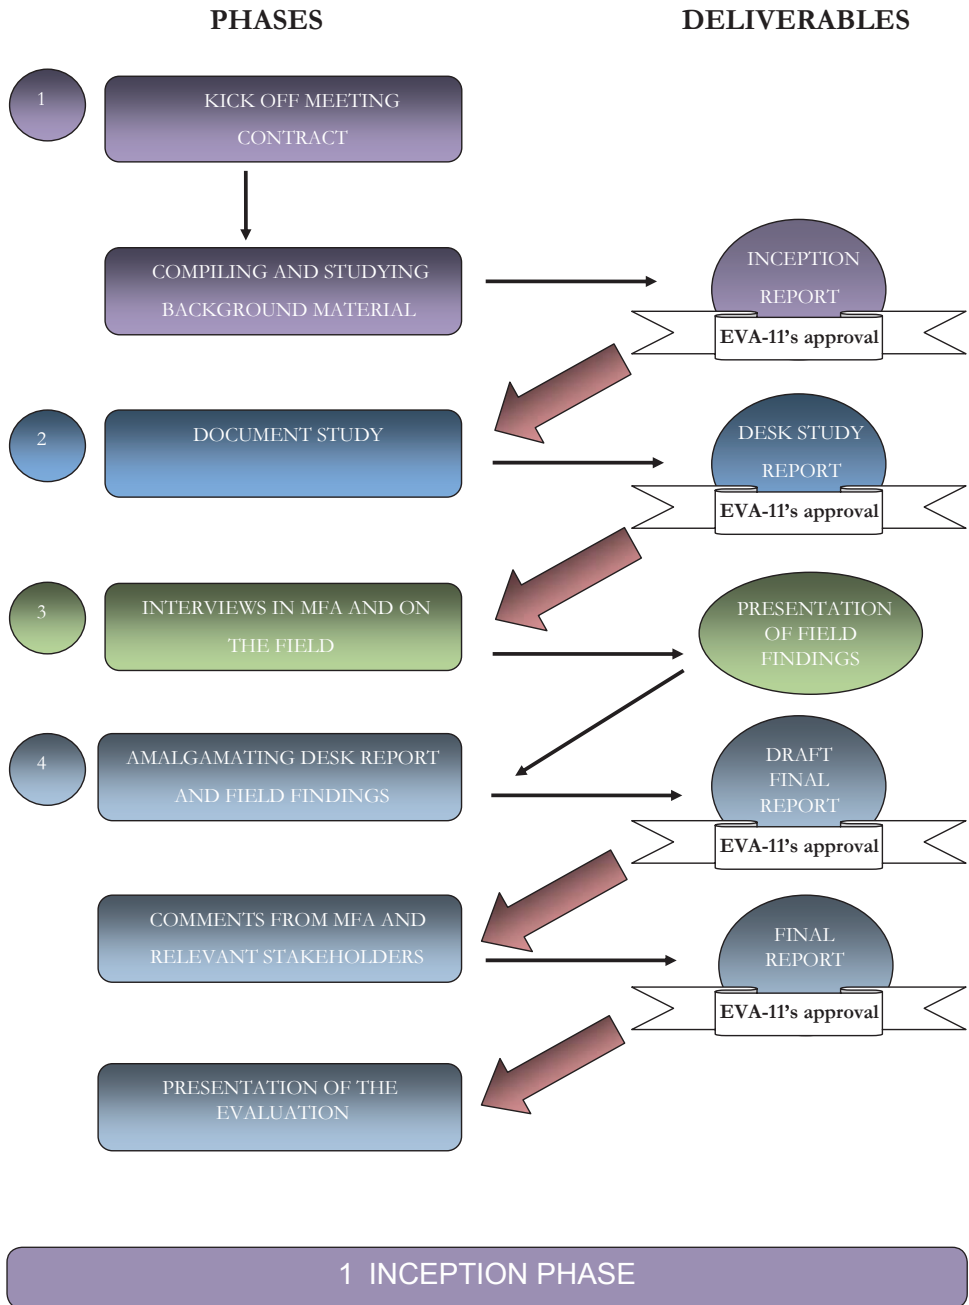 PHASES
DELIVERABLES
1
KICK OFF MEETING
CONTRACT
COMPILING AND STUDYING
BACKGROUND MATERIAL
INCEPTION
REPORT
EVA-11's approval
2
DOCUMENT STUDY
DESK STUDY
REPORT
EVA-11's approval
3
INTERVIEWS IN MFA AND ON
THE FIELD
PRESENTATION
OF FIELD
FINDINGS
4
AMALGAMATING DESK REPORT
AND FIELD FINDINGS
DRAFT
FINAL
REPORT
EVA-11's approval
COMMENTS FROM MFA AND
RELEVANT STAKEHOLDERS
FINAL
REPORT
EVA-11's approval
PRESENTATION OF THE
EVALUATION
1 INCEPTION PHASE